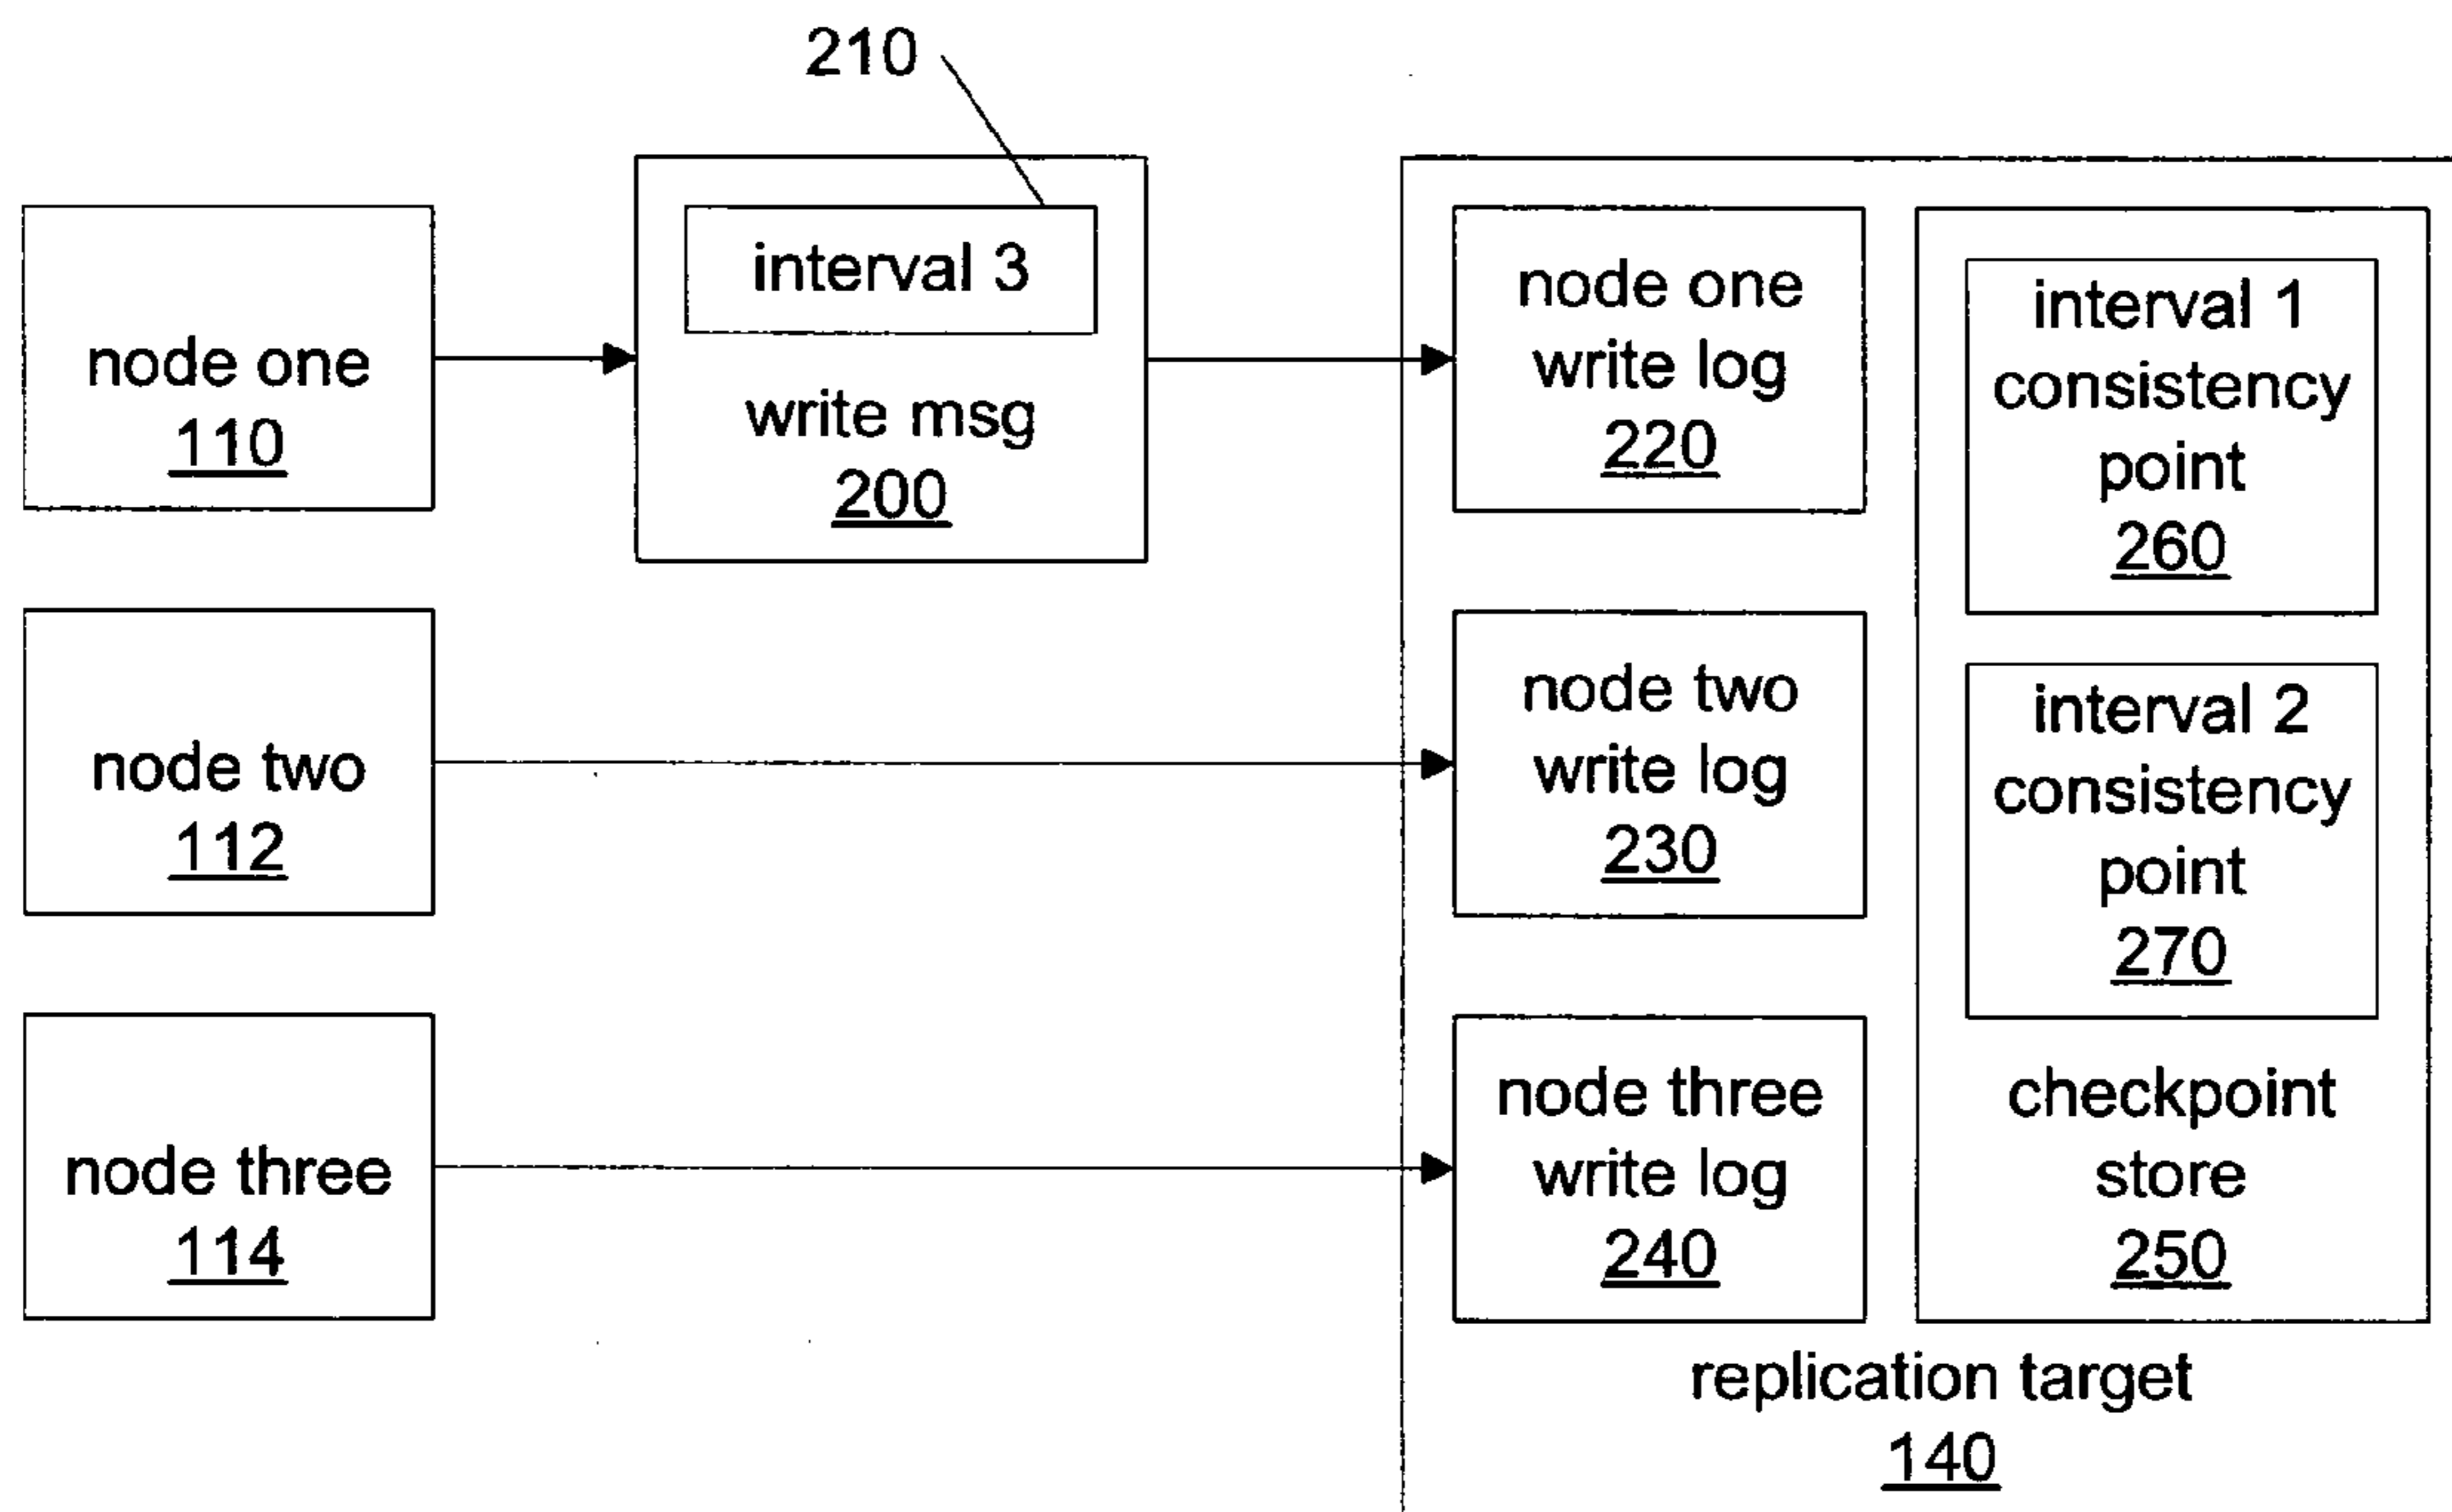 210
interval 3
write msg
200
node one
110
node two
112
node three
114
node one
write log
220
node two
write log
230
node three
write log
240
interval 1
consistency
point
260
interval 2
consistency
point
270
checkpoint
store
250
replication target
140